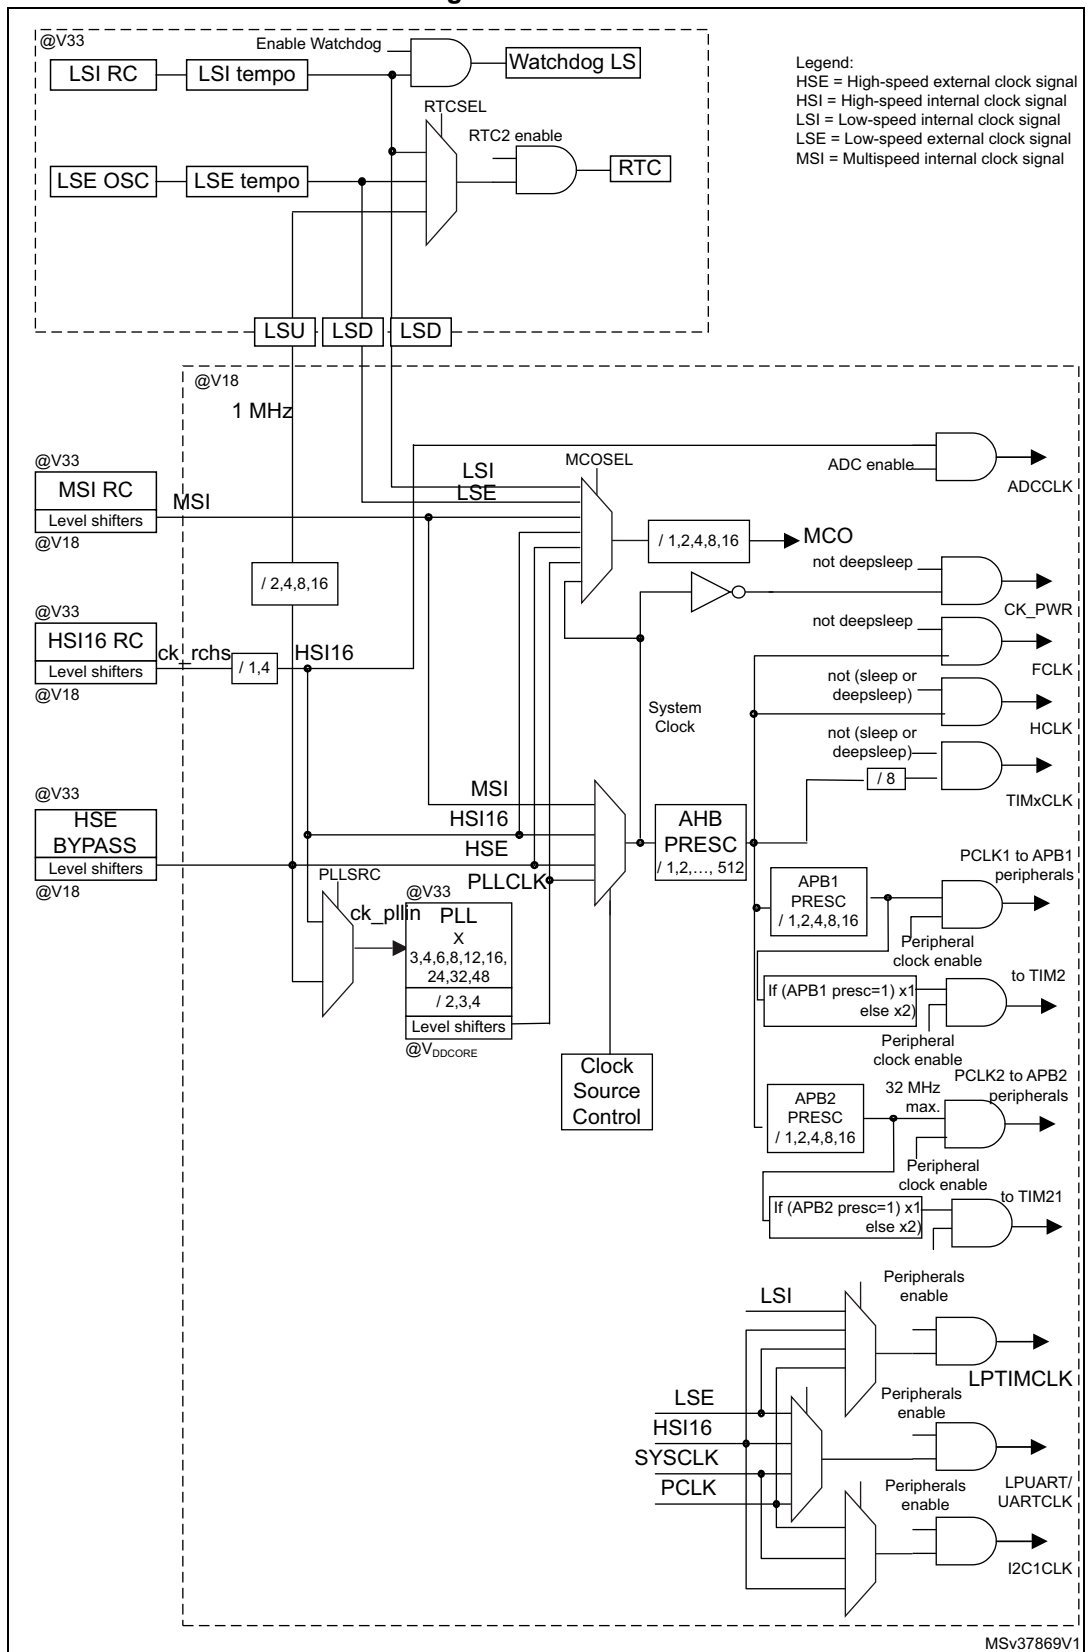 @V33
Enable Watchdog
LSI RC
LSI tempo
Watchdog LS
Legend:
HSE = High-speed external clock signal
HSI = High-speed internal clock signal
LSI = Low-speed internal clock signal
LSE = Low-speed external clock signal
MSI = Multispeed internal clock signal
RTCSEL
RTC2 enable
LSE OSC
LSE tempo
RTC
LSU
LSD
LSD
@V18
1 MHz
@V33
MSI RC
Level shifters
@V18
MSI
LSI
LSE
MCOSEL
ADC enable
ADCCLK
/ 1,2,4,8,16
MCO
/ 2,4,8,16
not deepsleep
CK_PWR
@V33
HSI16 RC
Level shifters
@V18
ck_rchs
/ 1,4
HSI16
not deepsleep
FCLK
not (sleep or
deepsleep)
HCLK
System
Clock
not (sleep or
deepsleep)
/ 8
TIMxCLK
@V33
HSE
BYPASS
Level shifters
@V18
MSI
HSI16
HSE
PLLCLK
AHB
PRESC
/ 1,2,..., 512
PLLSRC
ck_pllin
@V33
PLL
X
3,4,6,8,12,16,
24,32,48
/ 2,3,4
Level shifters
@VDDCORE
Clock
Source
Control
APB1
PRESC
/ 1,2,4,8,16
PCLK1 to APB1
peripherals
Peripheral
clock enable
If (APB1 presc=1) x1
else x2)
to TIM2
Peripheral
clock enable
APB2
PRESC
/ 1,2,4,8,16
32 MHz
max.
PCLK2 to APB2
peripherals
Peripheral
clock enable
If (APB2 presc=1) x1
else x2)
to TIM21
LSI
Peripherals
enable
LPTIMCLK
LSE
HSI16
SYSCLK
PCLK
Peripherals
enable
LPUART/
UARTCLK
Peripherals
enable
I2C1CLK
MSv37869V1